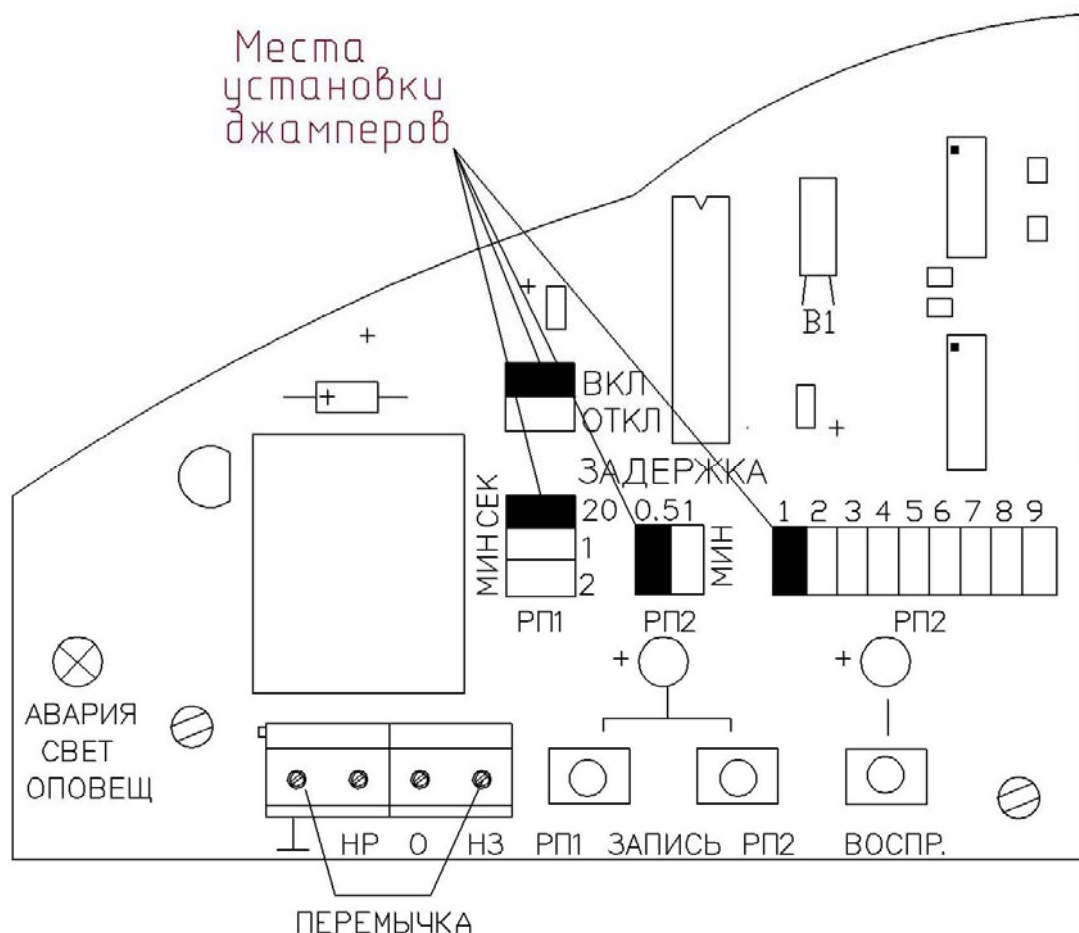 Места
установки
джамперов
+
B1
+
ВКЛ
+
ОТКЛ
+
ЗАДЕРЖКА
МИН СЕК
20
1
2
0.5 1
МИН
1 2 3 4 5 6 7 8 9
РП1
РП2
РП2
+
+
АВАРИЯ
СВЕТ
ОПОВЕЩ
НР О НЗ РП1 ЗАПИСЬ РП2 ВОСПР.
ПЕРЕМЫЧКА